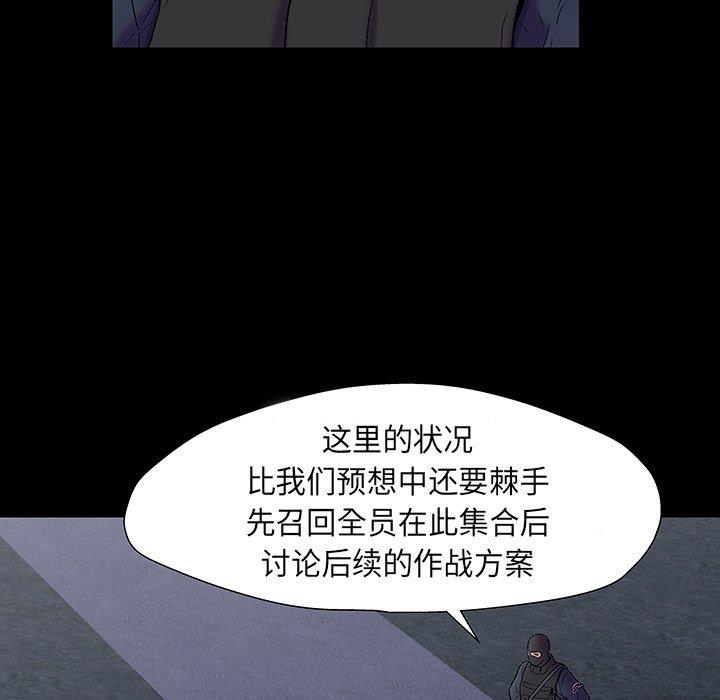 这里的状况
比我们预想中还要棘手
先召回全员在此集合后
讨论后续的作战方案